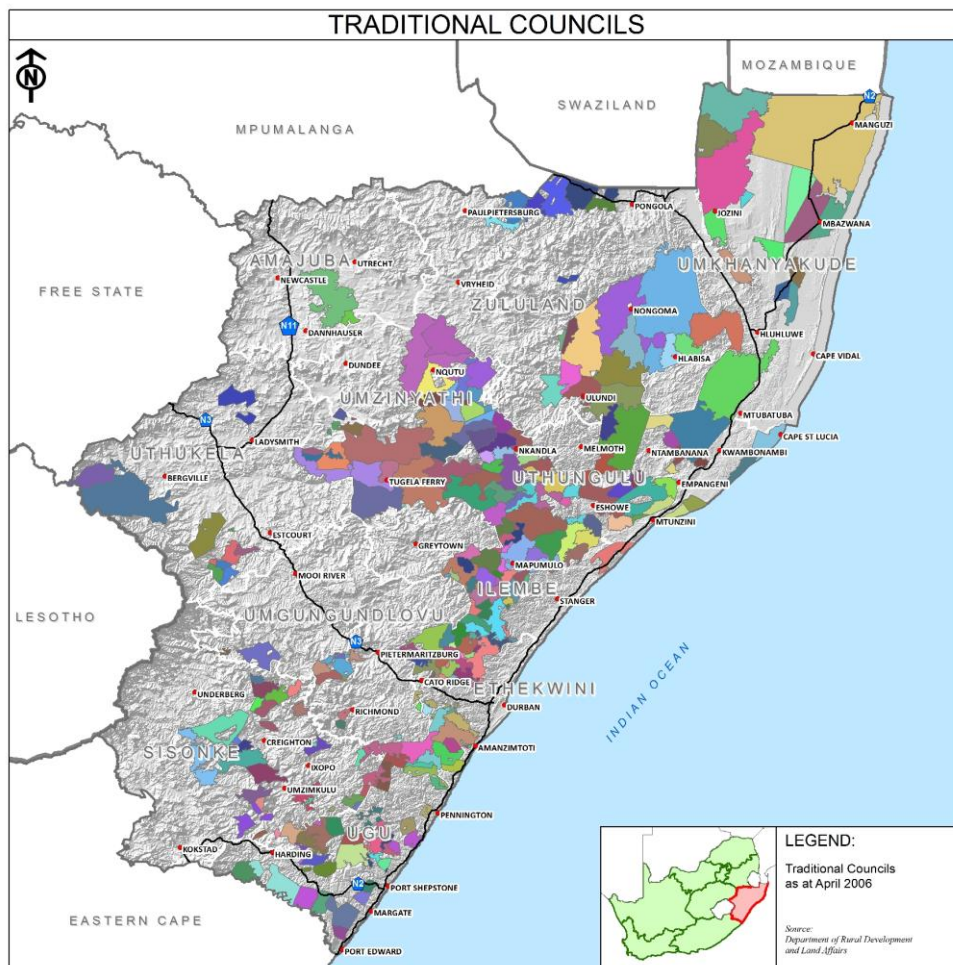 TRADITIONAL COUNCILS
N
MOZAMBIQUE
SWAZILAND
N2
MANGUZI
MPUMALANGA
PAULPIETERSBURG
PONGOLA
JOZINI
MBAZWANA
AMAJUBA
UTRECHT
UMKHANYAKUDE
NEWCASTLE
VRYHEID
FREE STATE
ZULULAND
NONGOMA
N11
DANNHAUSER
HLUHLUWE
DUNDEE
HLABISA
CAPE VIDAL
NQUTU
UMZINYATHI
ULUNDI
N3
MTUBATUBA
LADYSMITH
CAPE ST LUCIA
UTHUKELA
NKANDLA
MELMOTH
NTAMBANANA
KWAMBONAMBI
BERGVILLE
TUGELA FERRY
UTHUNGULU
EMPANGENI
ESHOWE
MTUNZINI
ESTCOURT
GREYTOWN
MAPUMULO
MOOI RIVER
ILEMBE
STANGER
LESOTHO
UMGUNGUNDLOVU
N3
PIETERMARITZBURG
INDIAN OCEAN
CATO RIDGE
ETHEKWINI
UNDERBERG
DURBAN
RICHMOND
CREIGHTON
SISONKE
AMANZIMTOTI
IXOPO
UMZIMKULU
PENNINGTON
UGU
KOKSTAD
HARDING
N2
PORT SHEPSTONE
EASTERN CAPE
MARGATE
PORT EDWARD
LEGEND:
Traditional Councils
as at April 2006
Source:
Department of Rural Development
and Land Affairs